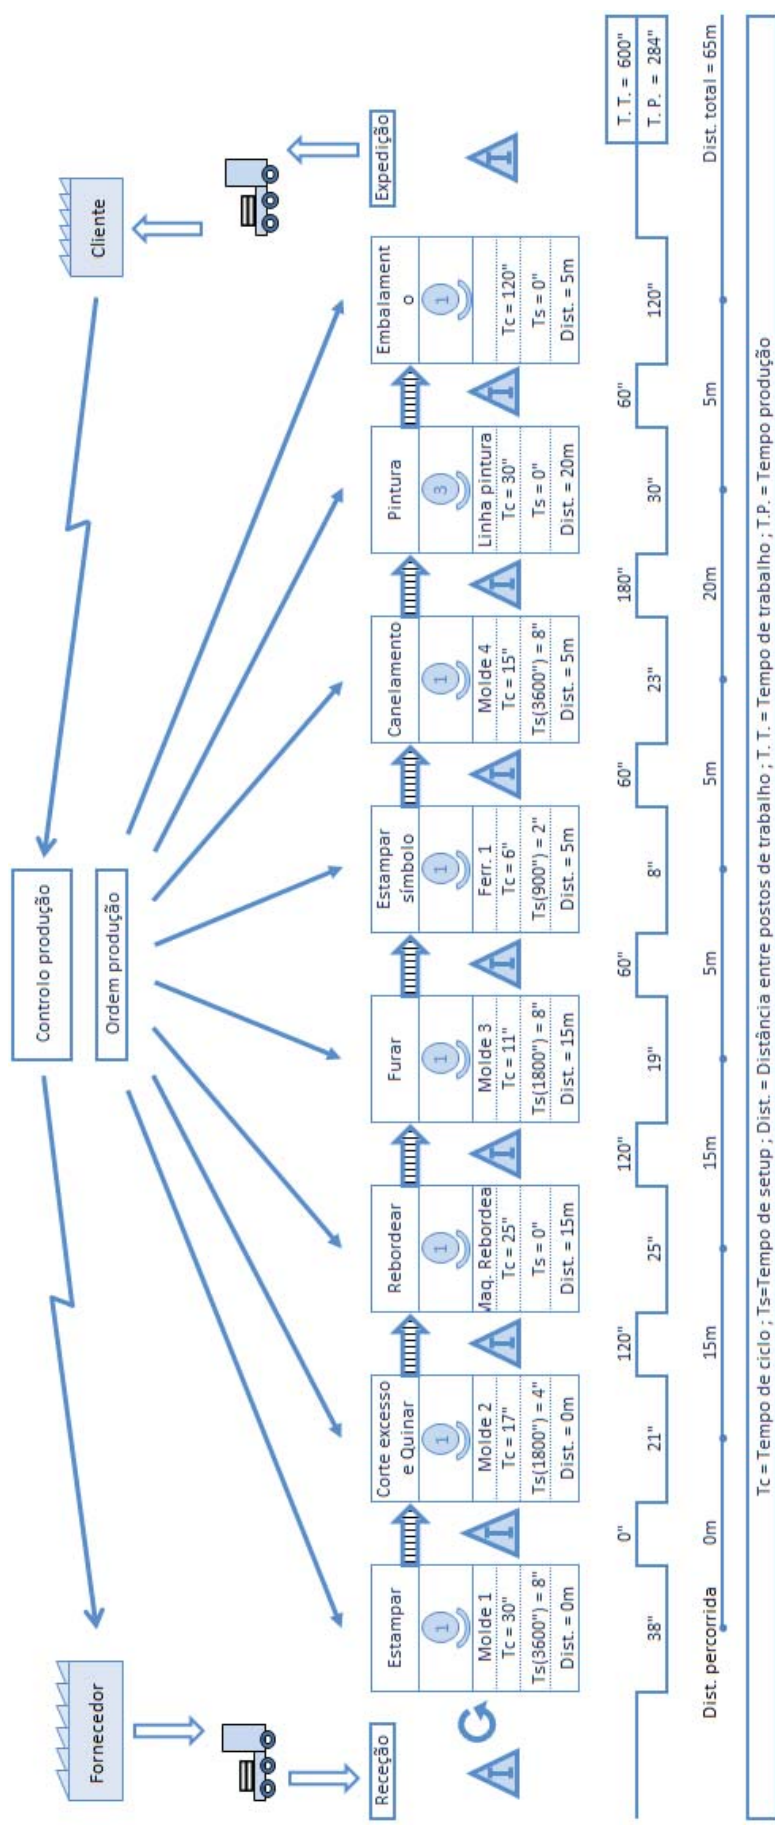 Fornecedor
Controlo produção
Cliente
Ordem produção
Receção
Expedição
Estampar
1
Molde 1
Tc = 30"
Ts(3600") = 8"
Dist. = 0m
Corte excesso
e Quinar
1
Molde 2
Tc = 17"
Ts(1800") = 4"
Dist. = 0m
Rebordear
1
Maq. Rebordea
Tc = 25"
Ts = 0"
Dist. = 15m
Furar
1
Molde 3
Tc = 11"
Ts(1800") = 8"
Dist. = 15m
Estampar
símbolo
1
Ferr. 1
Tc = 6"
Ts(900") = 2"
Dist. = 5m
Canelamento
1
Molde 4
Tc = 15"
Ts(3600") = 8"
Dist. = 5m
Pintura
3
Linha pintura
Tc = 30"
Ts = 0"
Dist. = 20m
Embalament
o
1
Tc = 120"
Ts = 0"
Dist. = 5m
I I I I I I I I I
0" 120" 120" 60" 60" 180" 60"
T. T. = 600"
38" 21" 25" 19" 8" 23" 30" 120"
T. P. = 284"
Dist. percorrida 0m 15m 15m 5m 5m 20m 5m Dist. total = 65m
Tc = Tempo de ciclo ; Ts=Tempo de setup ; Dist. = Distância entre postos de trabalho ; T. T. = Tempo de trabalho ; T.P. = Tempo produção